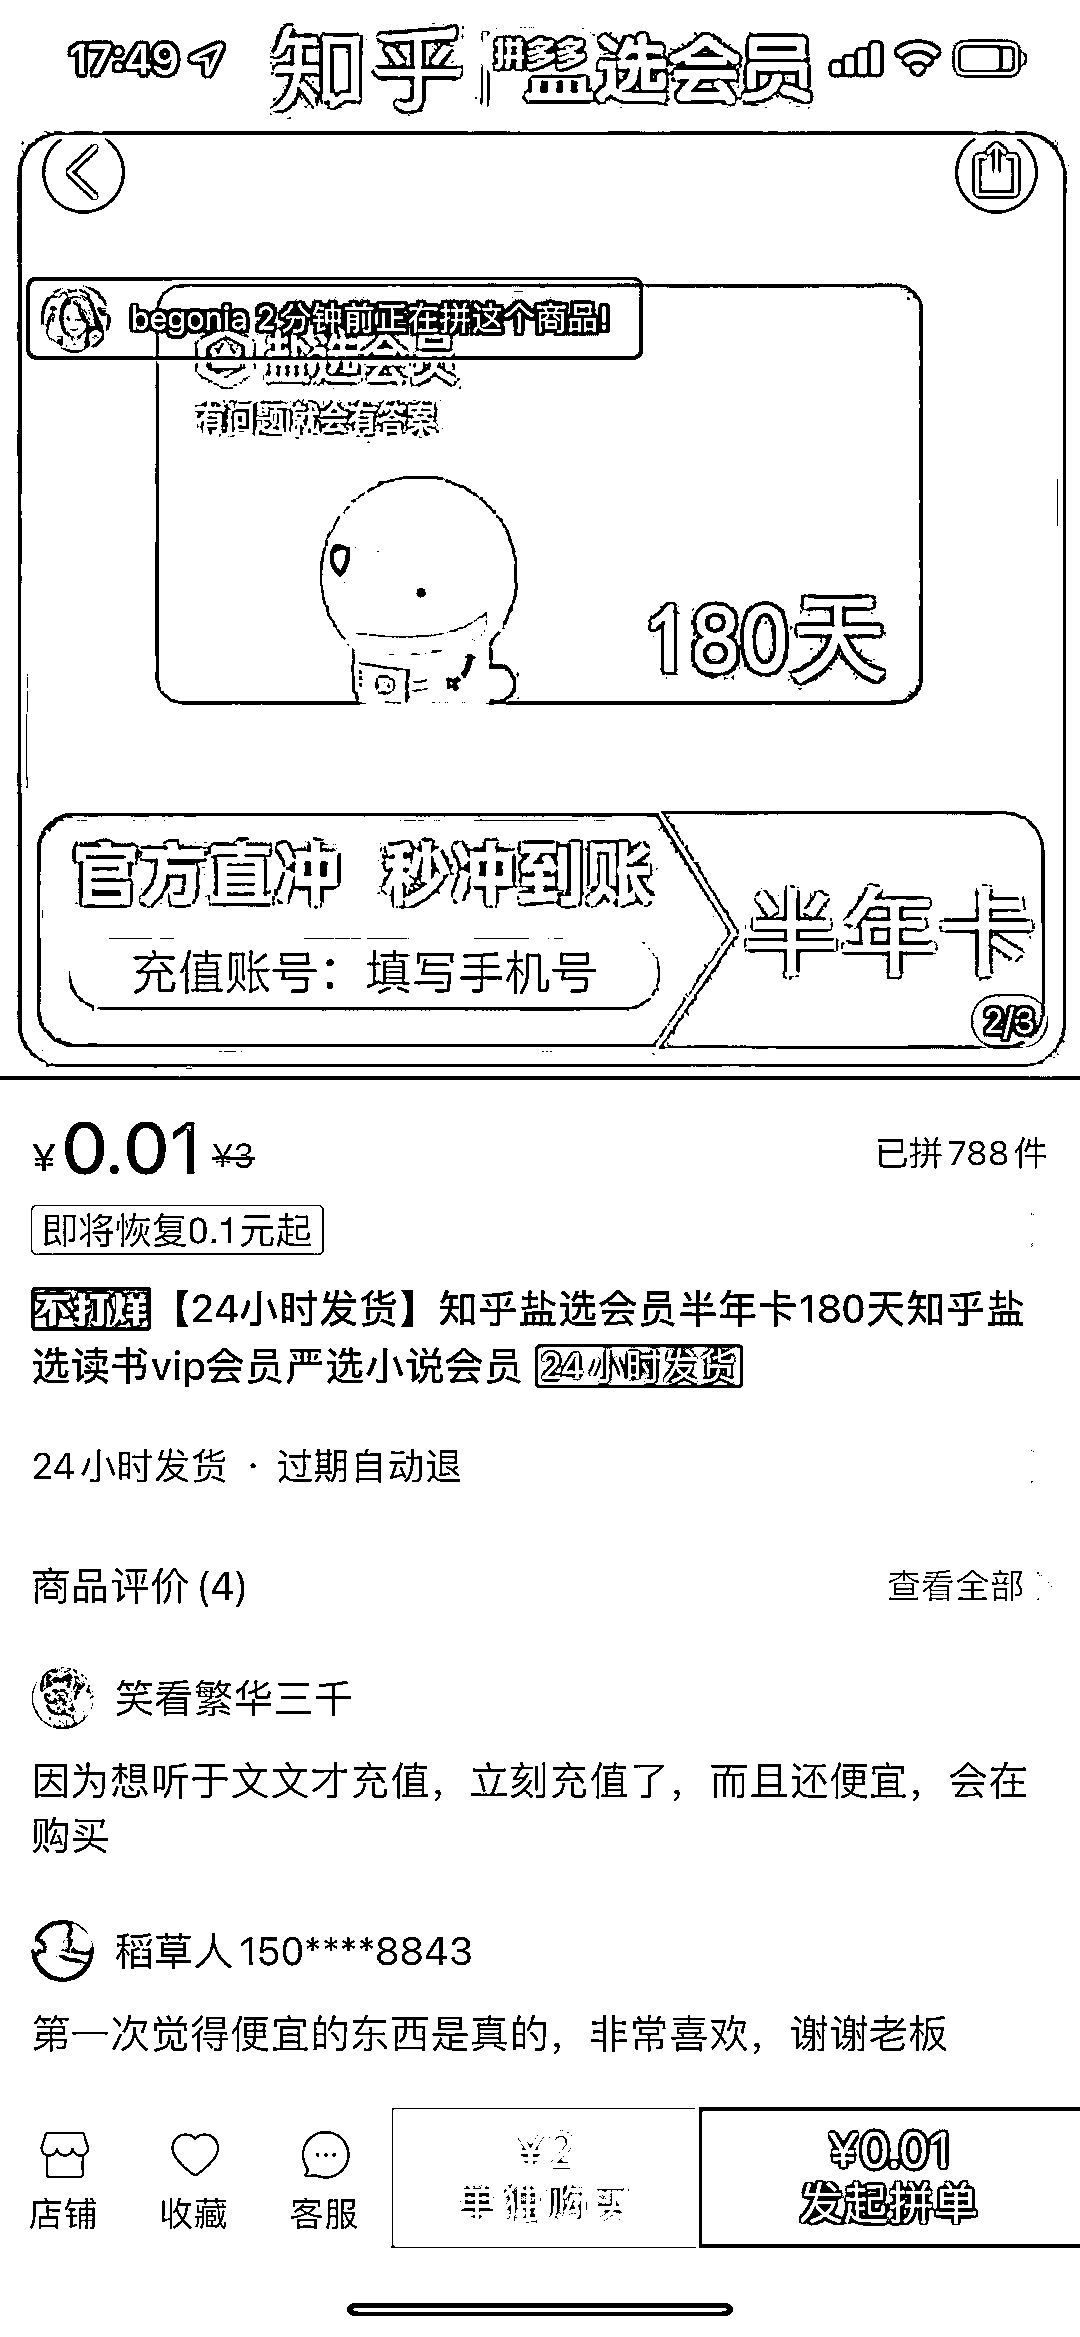 17:49
知乎 拼多多 盐选会员
begonia 2分钟前正在拼这个商品!
盐选会员
有问题就会有答案
180天
官方直冲 秒冲到账
充值账号：填写手机号
半年卡
2/3
¥0.01 ¥3
已拼788件
即将恢复0.1元起
不打烊【24小时发货】知乎盐选会员半年卡180天知乎盐
选读书vip会员严选小说会员 24小时发货
24小时发货 · 过期自动退
商品评价 (4)
查看全部
笑看繁华三千
因为想听于文文才充值，立刻充值了，而且还便宜，会在
购买
稻草人150****8843
第一次觉得便宜的东西是真的，非常喜欢，谢谢老板
店铺
收藏
客服
¥2
单独购买
¥0.01
发起拼单